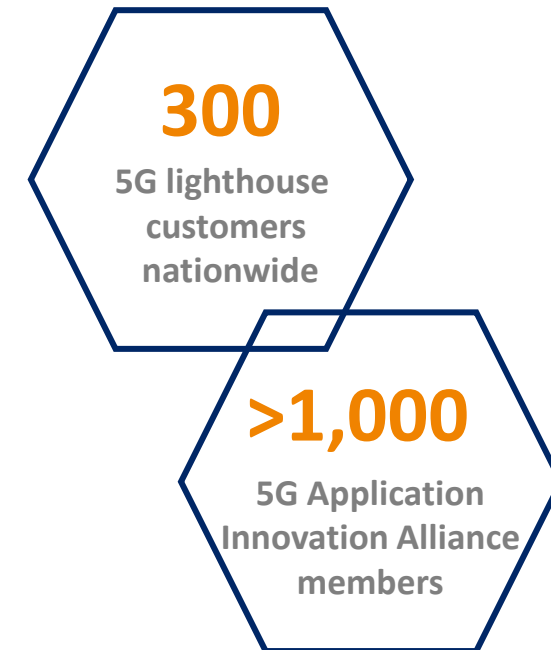 300
5G lighthouse
customers
nationwide
>1,000
5G Application
Innovation Alliance
members